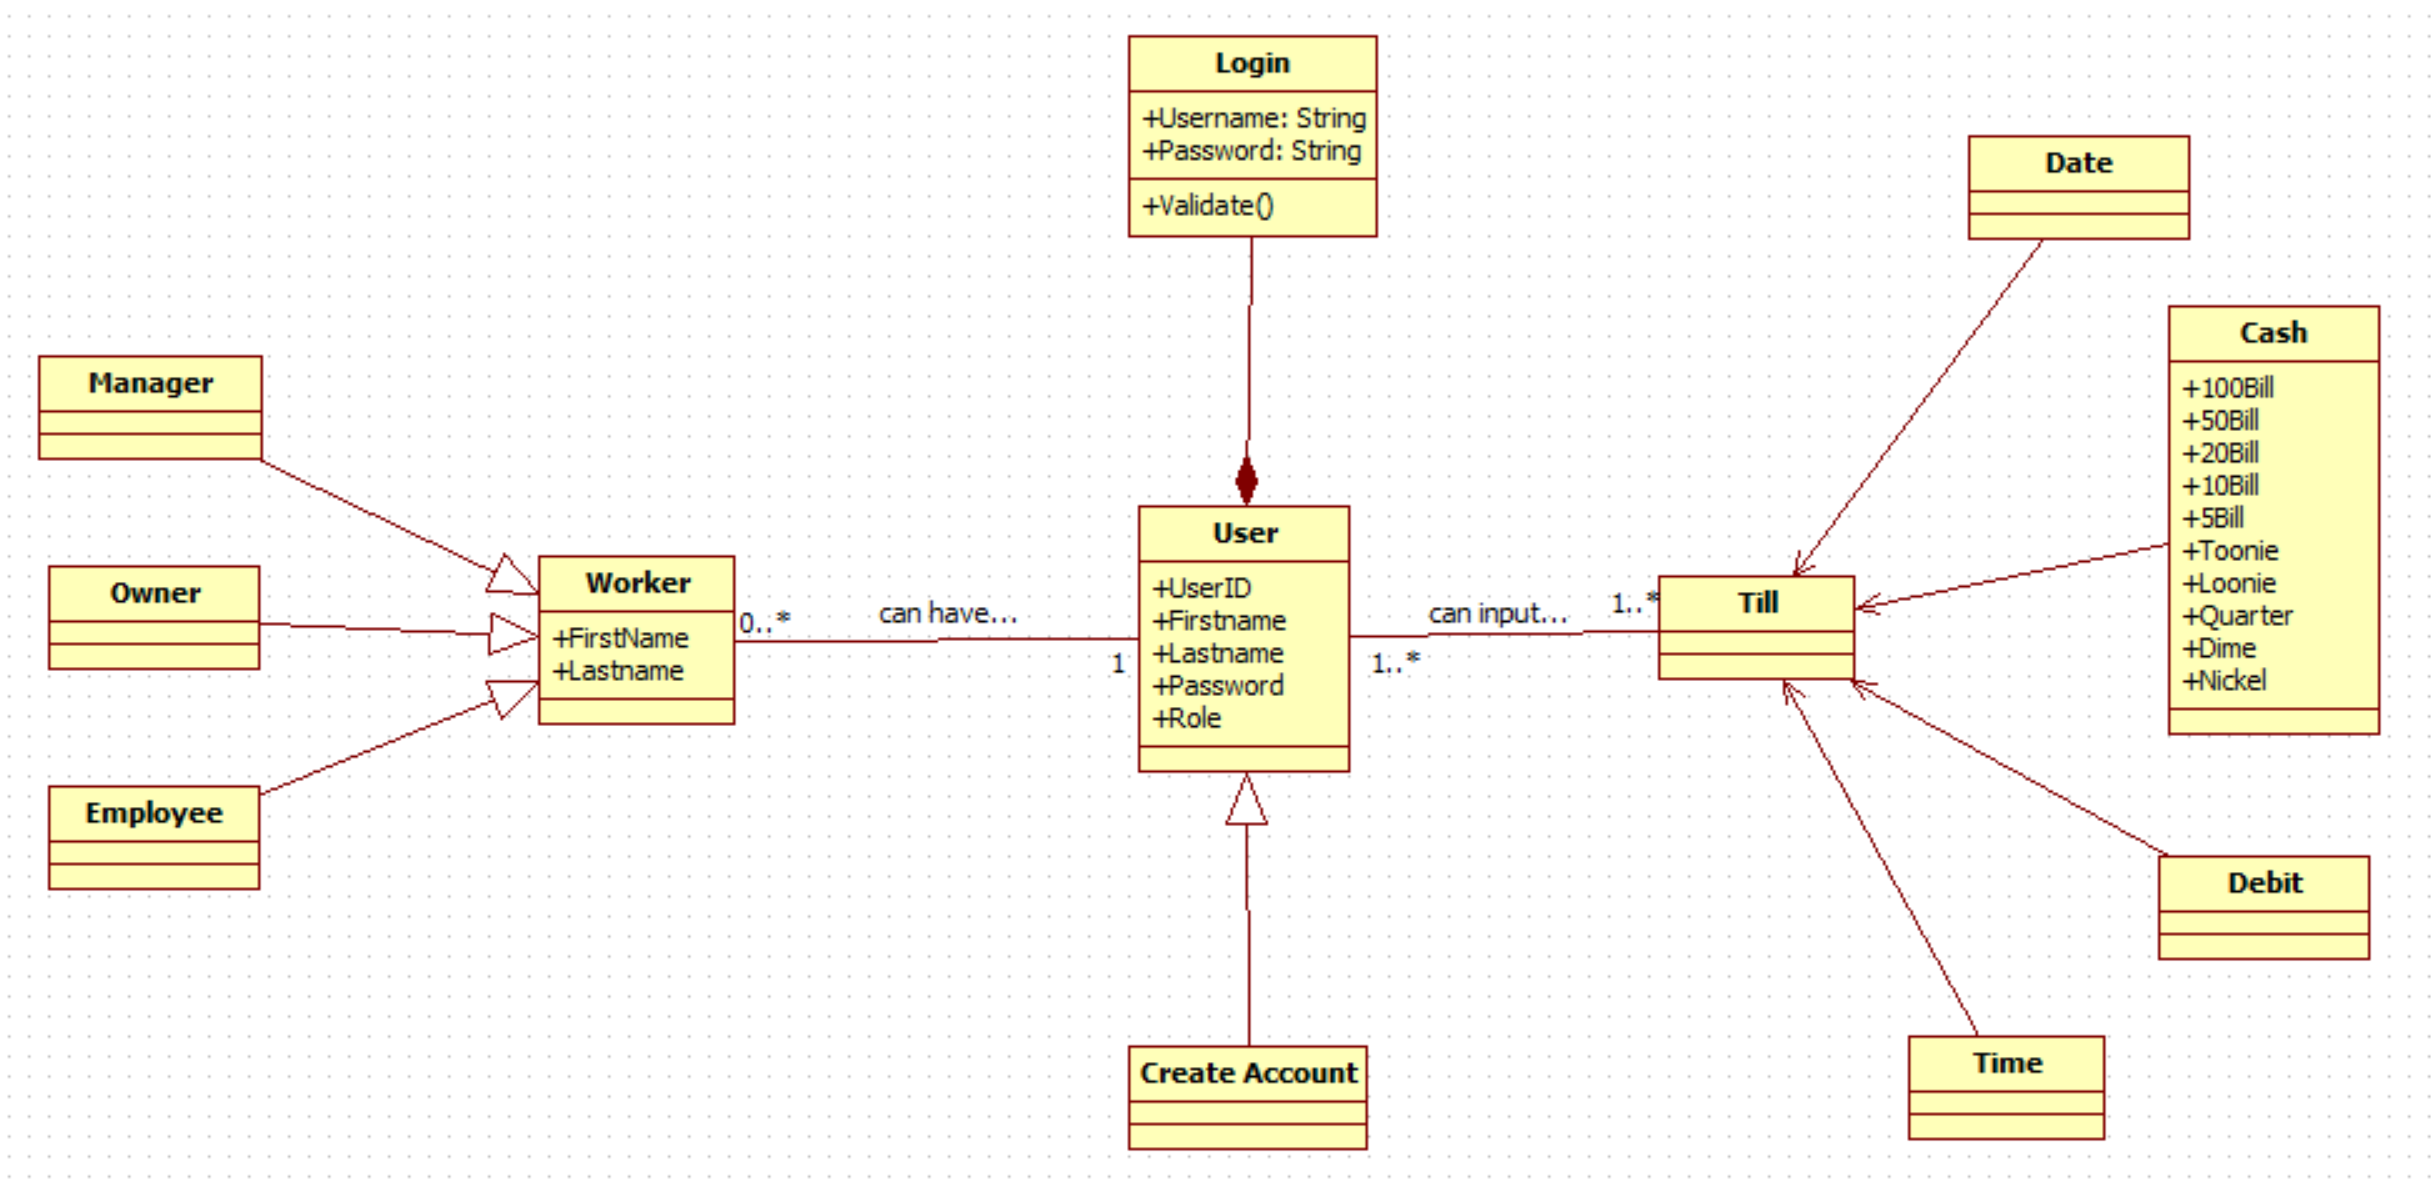 Login
+Username: String
+Password: String
+Validate()
Date
Cash
+100Bill
+50Bill
+20Bill
+10Bill
+5Bill
+Toonie
+Loonie
+Quarter
+Dime
+Nickel
Manager
Owner
Employee
Worker
+FirstName
+Lastname
0..*
can have...
1
User
+UserID
+Firstname
+Lastname
+Password
+Role
1..*
can input...
1..*
Till
Debit
Time
Create Account